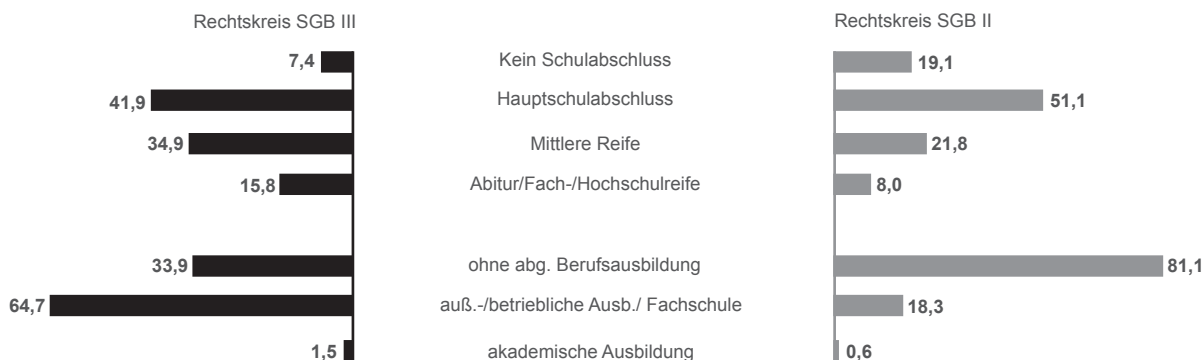 Rechtskreis SGB III
Rechtskreis SGB II
7,4 Kein Schulabschluss 19,1
41,9 Hauptschulabschluss 51,1
34,9 Mittlere Reife 21,8
15,8 Abitur/Fach-/Hochschulreife 8,0
33,9 ohne abg. Berufsausbildung 81,1
64,7 auß.-/betriebliche Ausb./ Fachschule 18,3
1,5 akademische Ausbildung 0,6